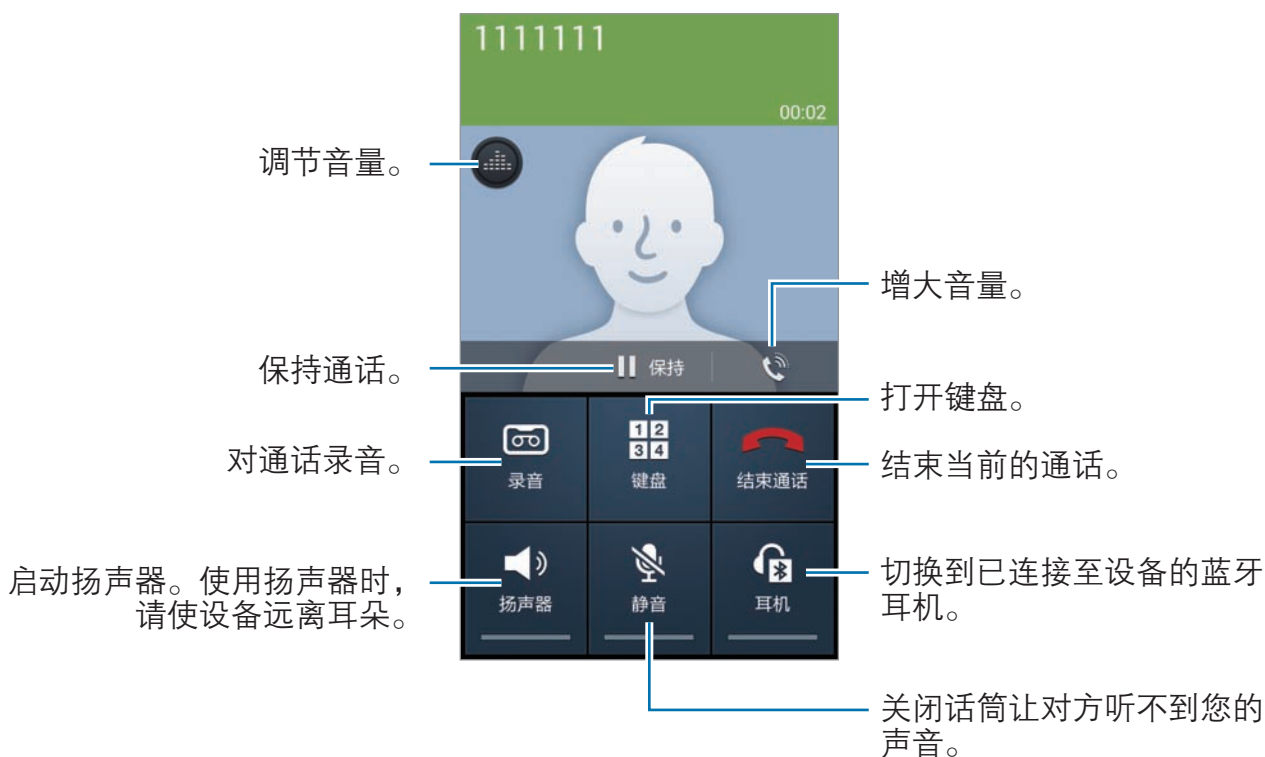 1111111
00:02
调节音量。
增大音量。
保持通话。
保持
打开键盘。
1 2
3 4
对通话录音。
录音
键盘
结束通话
结束当前的通话。
启动扬声器。使用扬声器时，
请使设备远离耳朵。
扬声器
静音
耳机
切换到已连接至设备的蓝牙
耳机。
关闭话筒让对方听不到您的
声音。